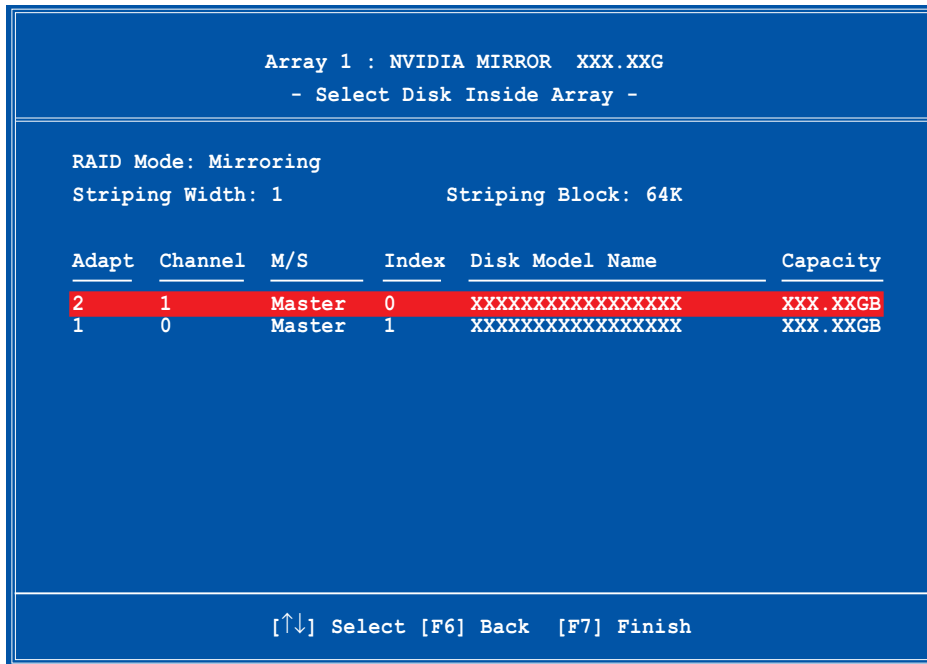 Array 1 : NVIDIA MIRROR XXX.XXG
- Select Disk Inside Array -
RAID Mode: Mirroring
Striping Width: 1 Striping Block: 64K
Adapt Channel M/S Index Disk Model Name Capacity
2 1 Master 0 XXXXXXXXXXXXXXXXX XXX.XXGB
1 0 Master 1 XXXXXXXXXXXXXXXXX XXX.XXGB
[↑↓] Select [F6] Back [F7] Finish